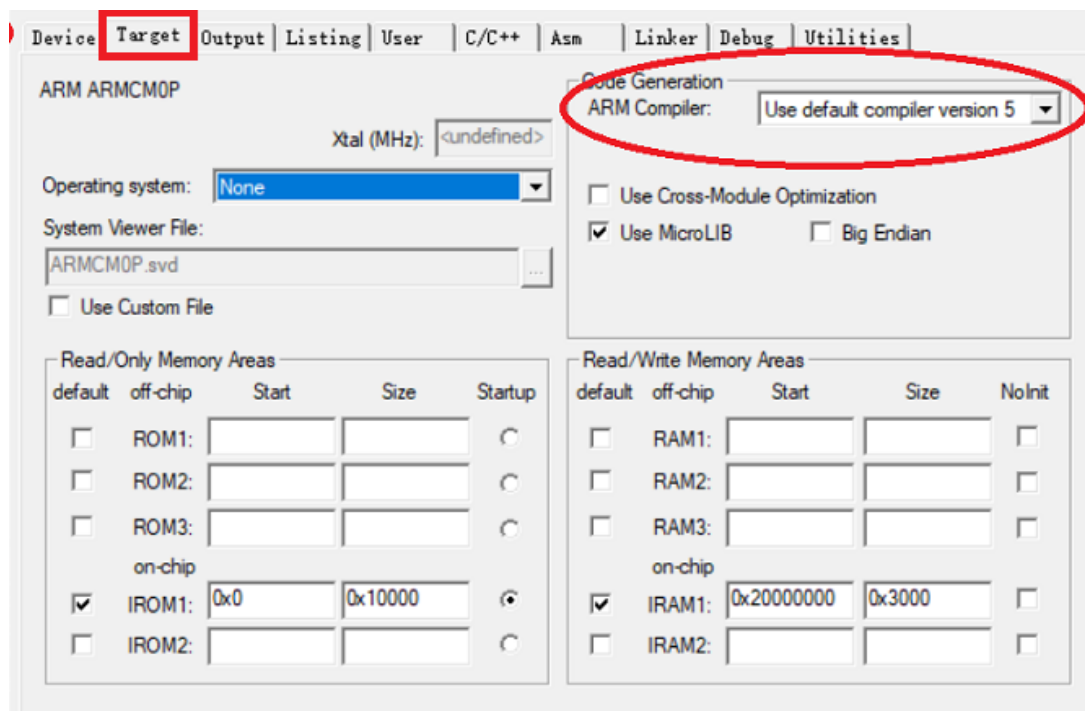 Device Target Output Listing User C/C++ Asm Linker Debug Utilities
ARM ARMCM0P
Xtal (MHz): <undefined>
Operating system: None
System Viewer File:
ARMCM0P.svd ...
Use Custom File
Code Generation
ARM Compiler: Use default compiler version 5
Use Cross-Module Optimization
Use MicroLIB Big Endian
Read/Only Memory Areas
default off-chip Start Size Startup
ROM1:
ROM2:
ROM3:
on-chip
IROM1: 0x0 0x10000
IROM2:
Read/Write Memory Areas
default off-chip Start Size NoInit
RAM1:
RAM2:
RAM3:
on-chip
IRAM1: 0x20000000 0x3000
IRAM2: